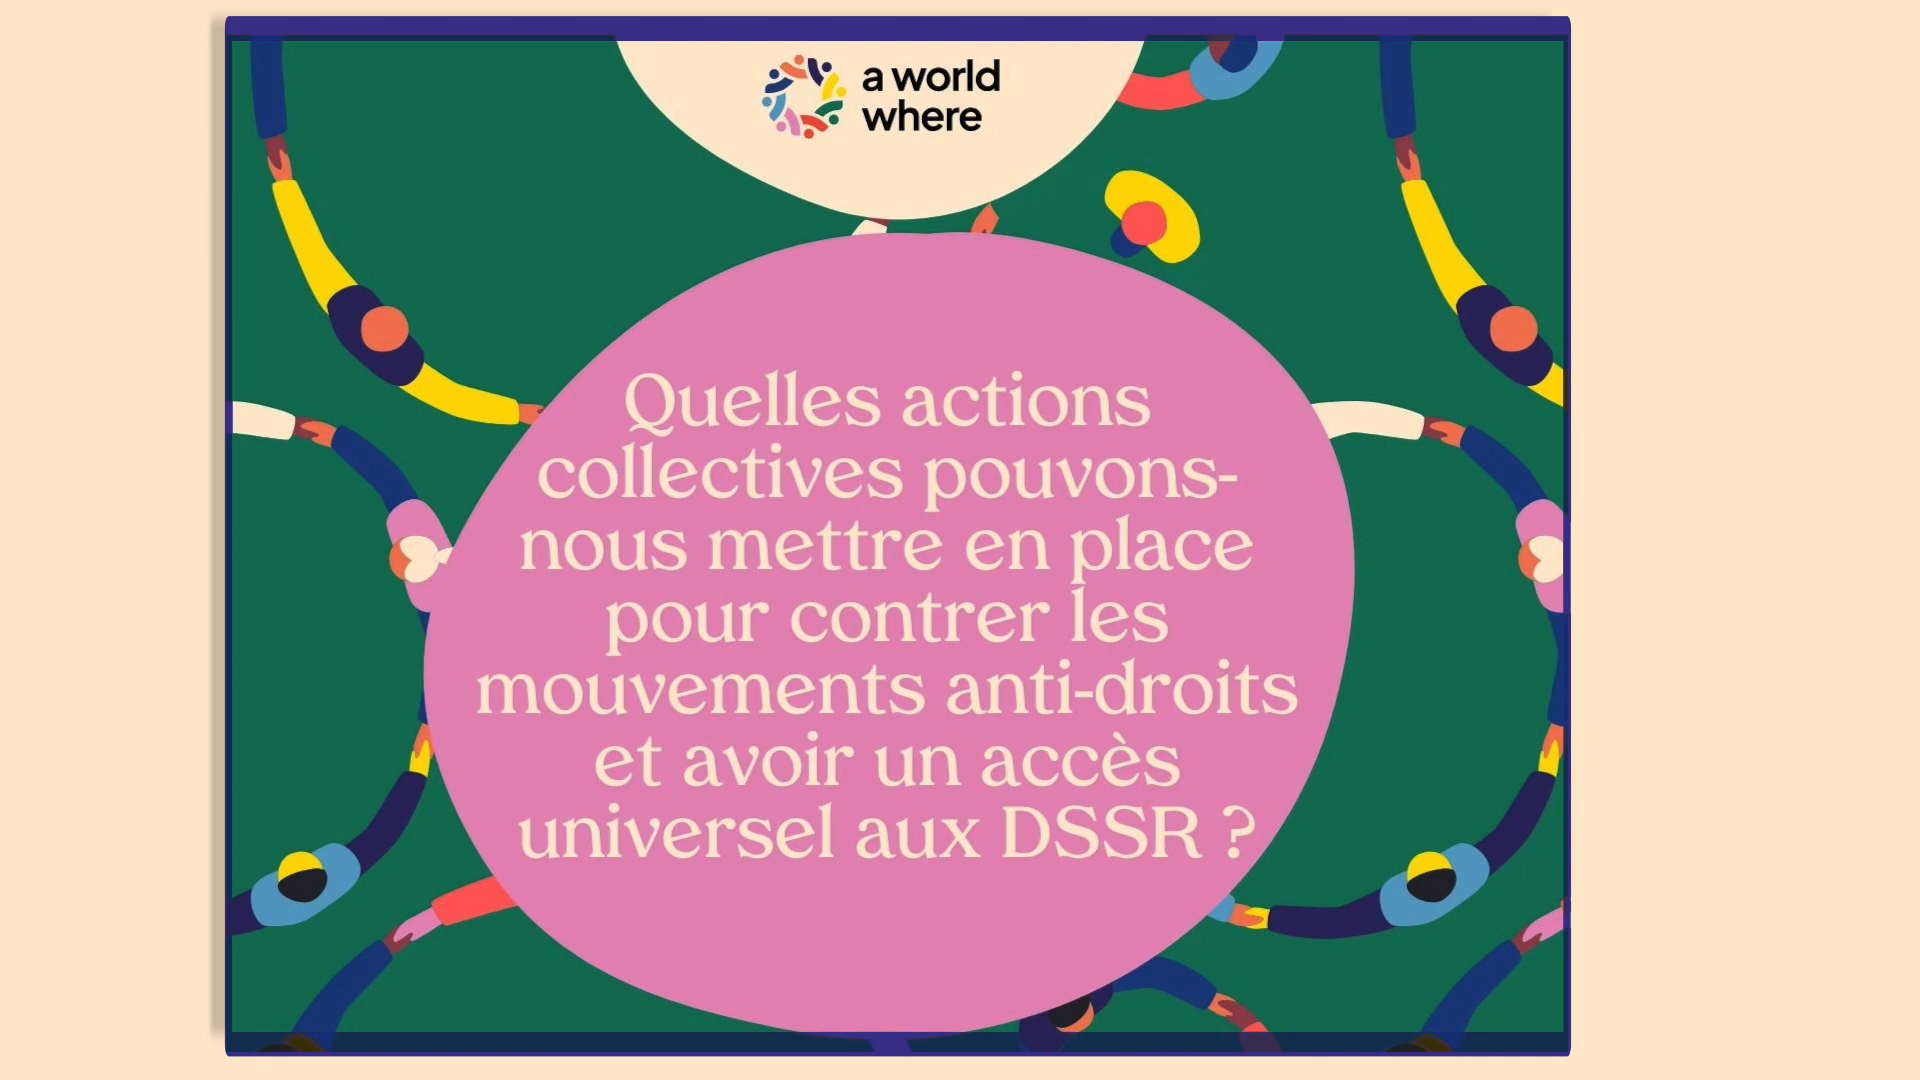 a world
where
Quelles actions
collectives pouvons-
nous mettre en place
pour contrer les
mouvements anti-droits
et avoir un accès
universel aux DSSR ?